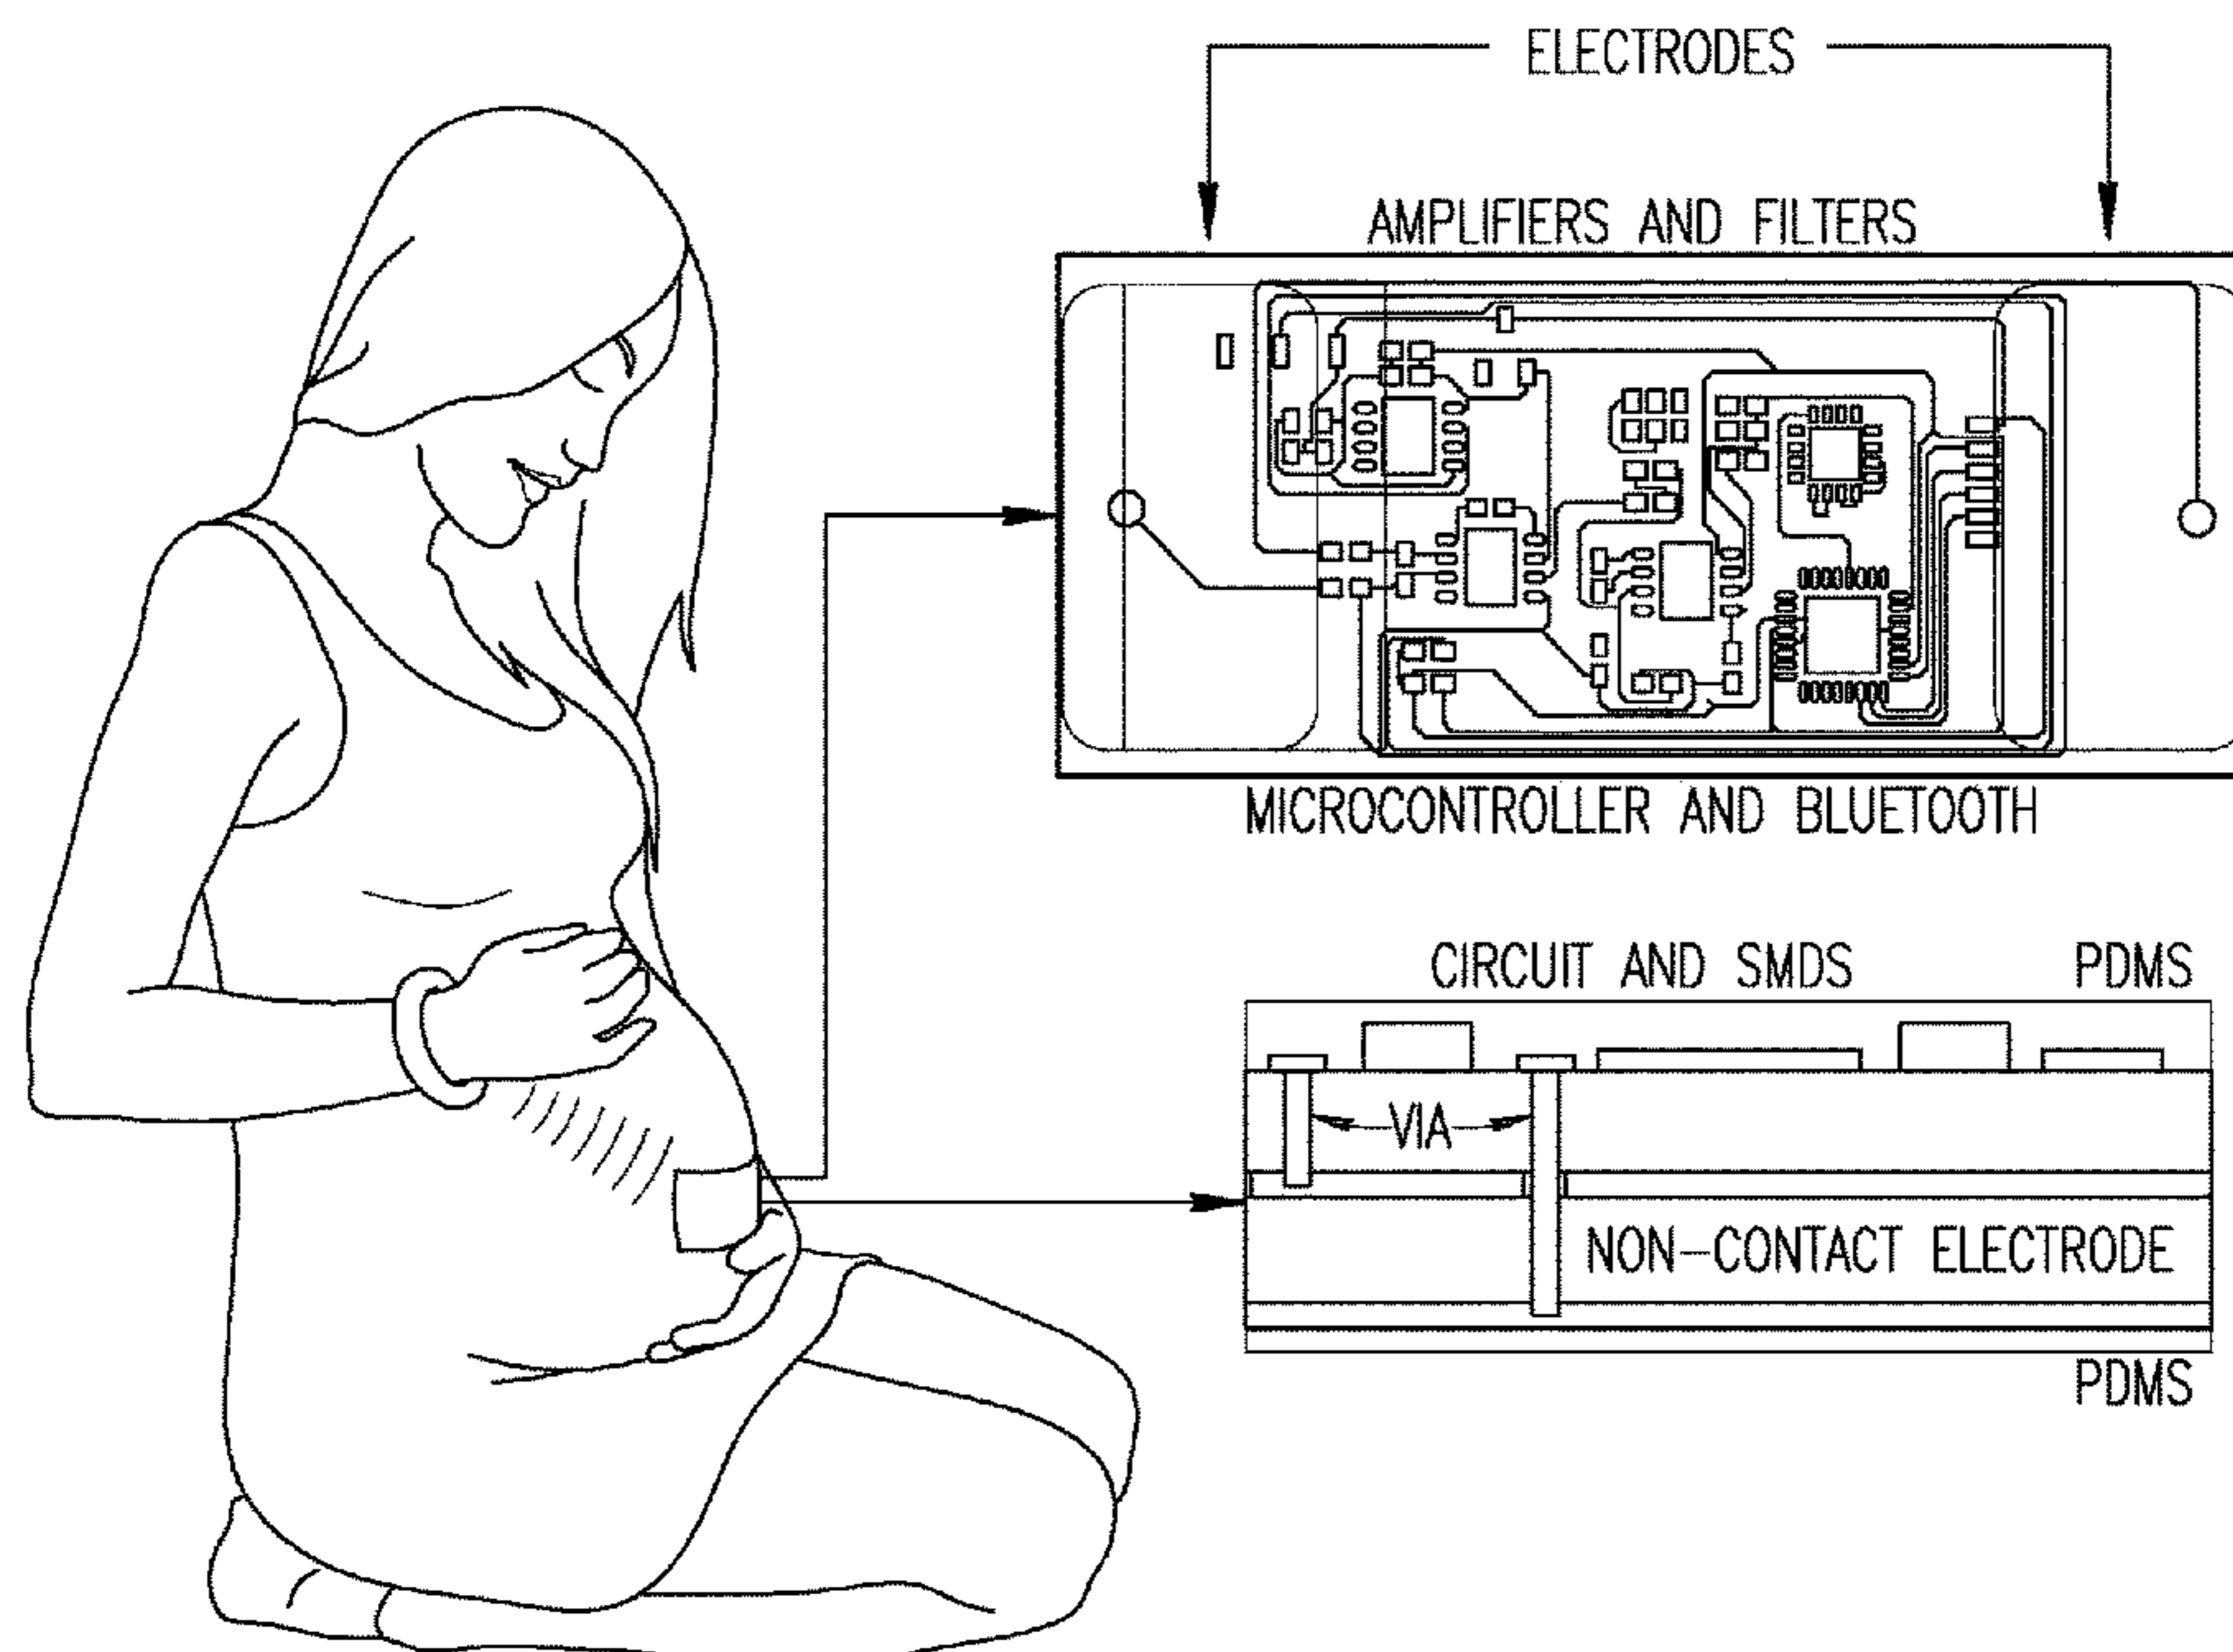 ELECTRODES
AMPLIFIERS AND FILTERS
MICROCONTROLLER AND BLUETOOTH
CIRCUIT AND SMDS
PDMS
VIA
NON-CONTACT ELECTRODE
PDMS